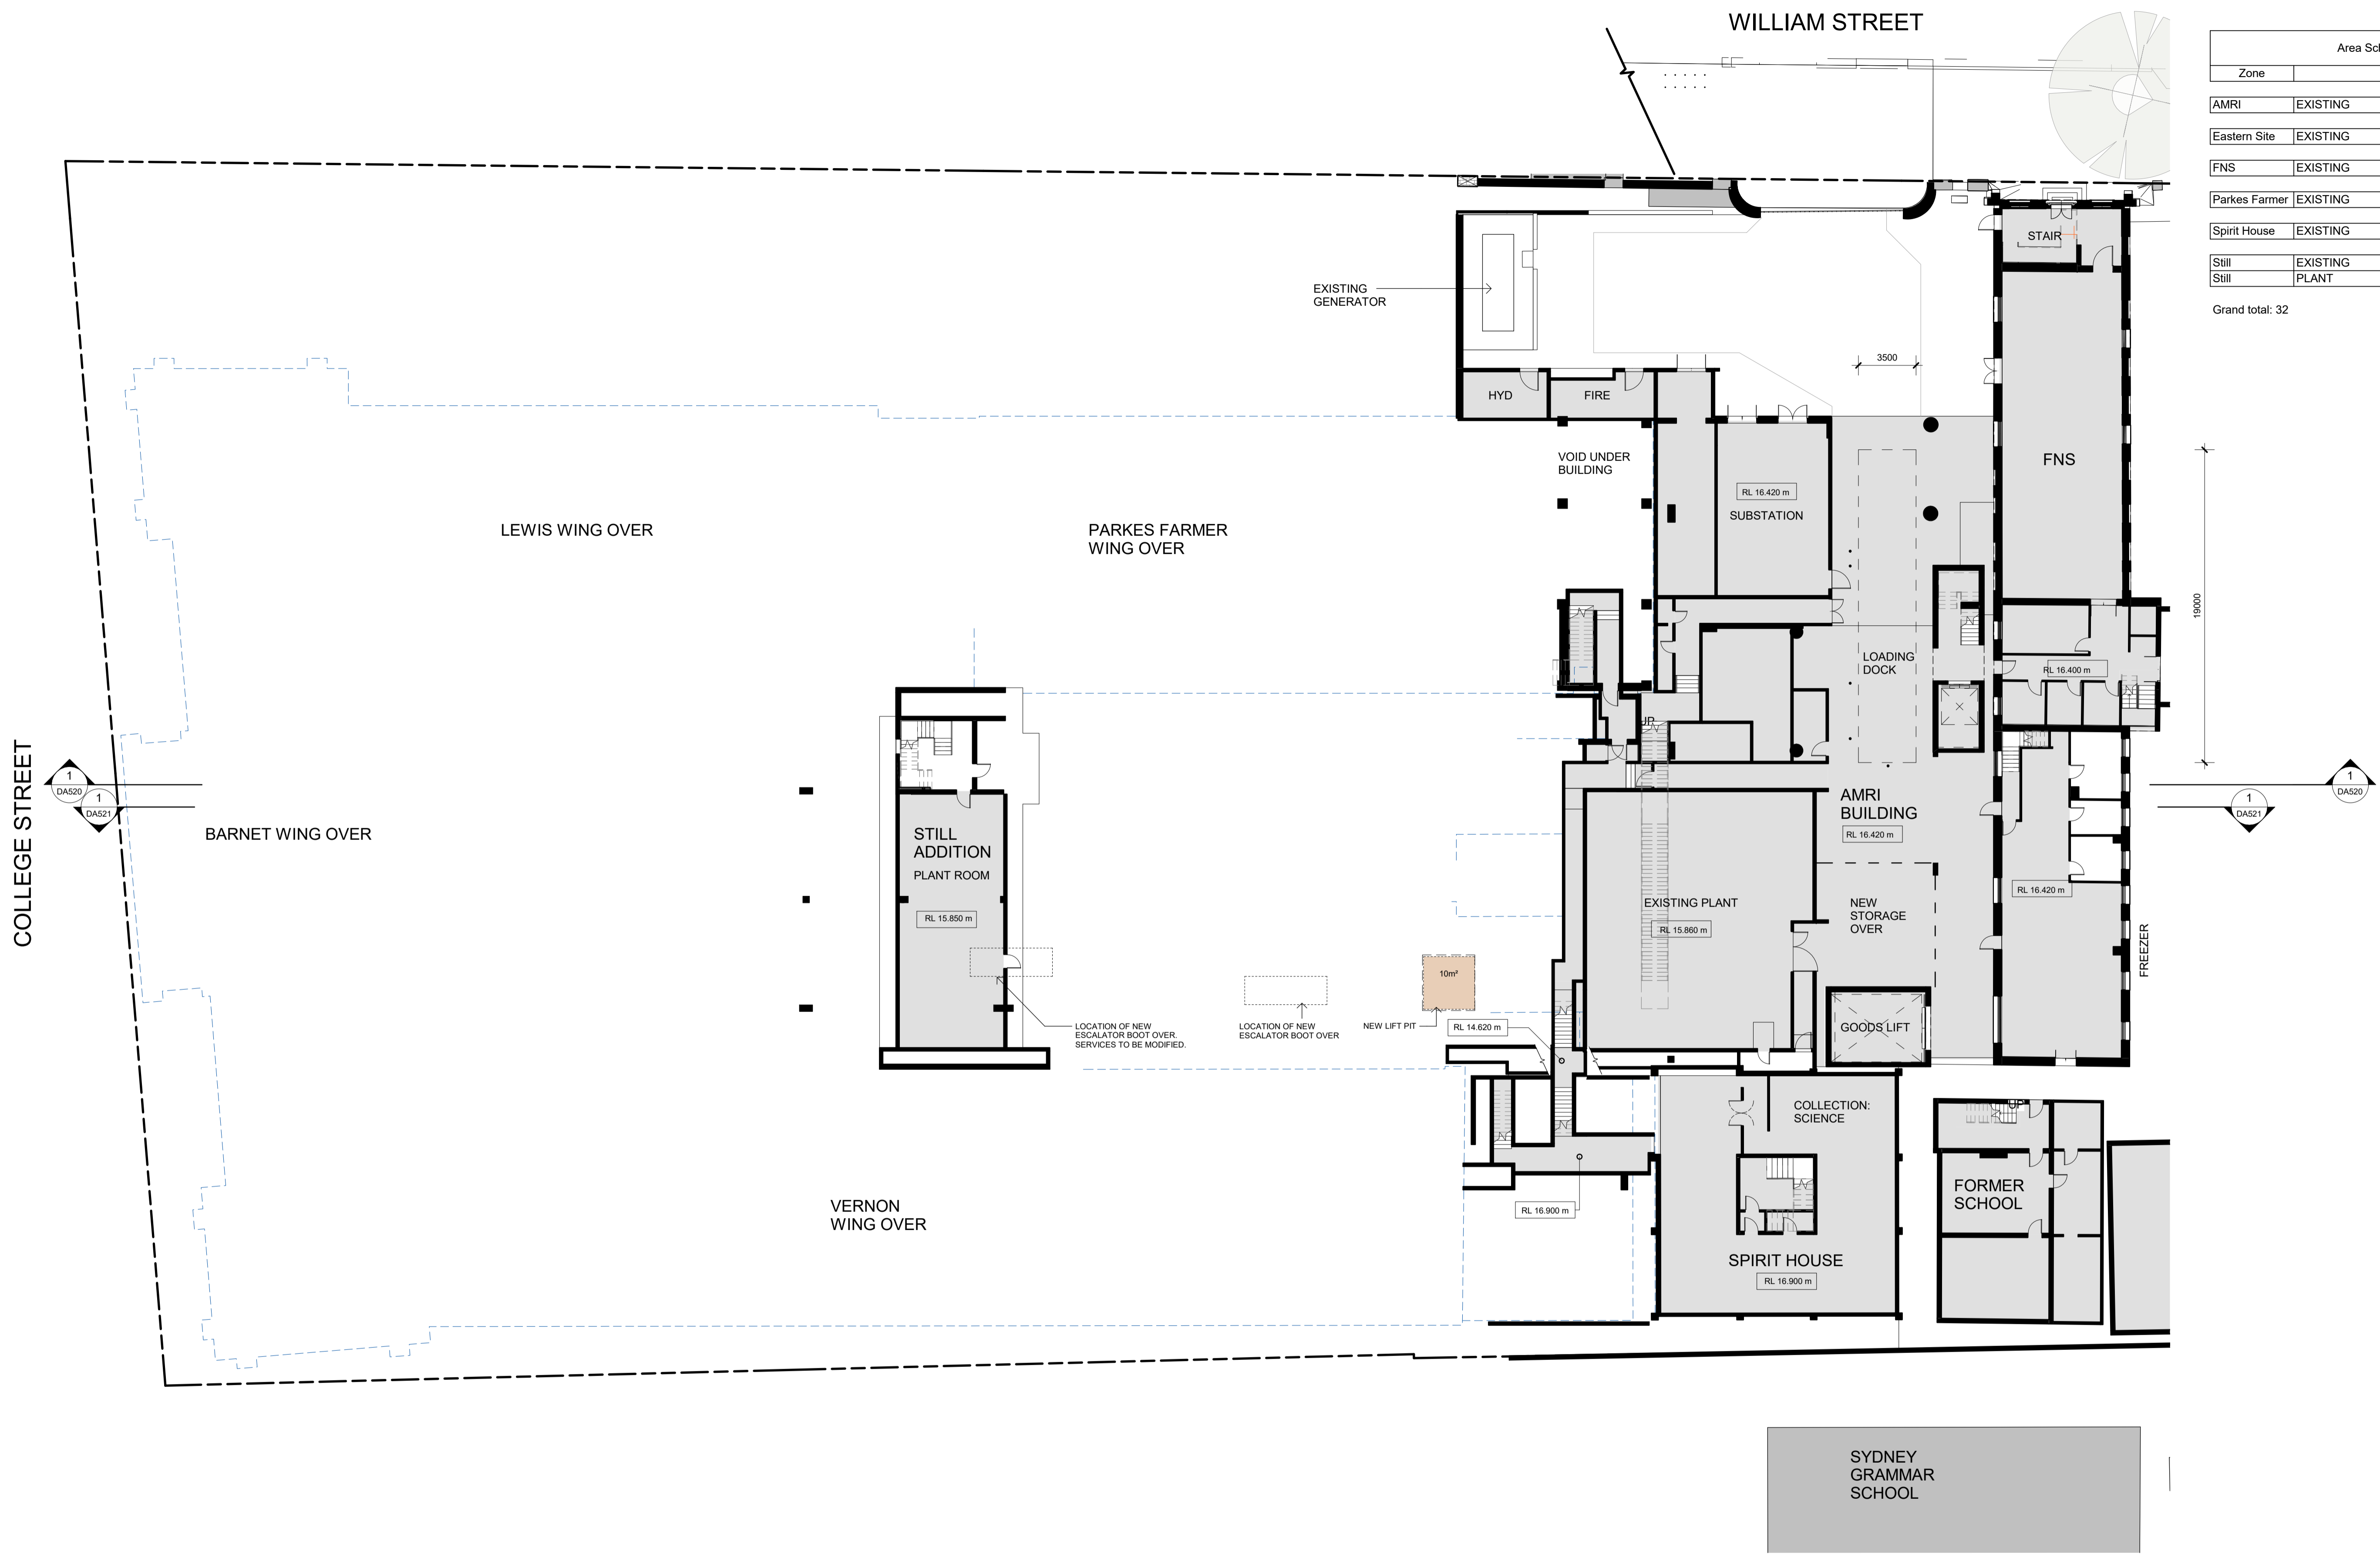 WILLIAM STREET
Area Scl
Zone
AMRI EXISTING
Eastern Site EXISTING
FNS EXISTING
Parkes Farmer EXISTING
Spirit House EXISTING
Still EXISTING
Still PLANT
Grand total: 32
STAIR
EXISTING
GENERATOR
3500
HYD
FIRE
VOID UNDER
BUILDING
FNS
RL 16.420 m
SUBSTATION
LEWIS WING OVER
PARKES FARMER
WING OVER
19000
LOADING
DOCK
RL 16.400 m
UP
COLLEGE STREET
1
DA520
1
DA521
BARNET WING OVER
STILL
ADDITION
PLANT ROOM
RL 15.850 m
AMRI
BUILDING
RL 16.420 m
1
DA520
1
DA521
EXISTING PLANT
RL 15.860 m
NEW
STORAGE
OVER
RL 16.420 m
FREEZER
10m²
LOCATION OF NEW
ESCALATOR BOOT OVER.
SERVICES TO BE MODIFIED.
LOCATION OF NEW
ESCALATOR BOOT OVER
NEW LIFT PIT
RL 14.620 m
GOODS LIFT
COLLECTION:
SCIENCE
UP
VERNON
WING OVER
RL 16.900 m
FORMER
SCHOOL
SPIRIT HOUSE
RL 16.900 m
SYDNEY
GRAMMAR
SCHOOL